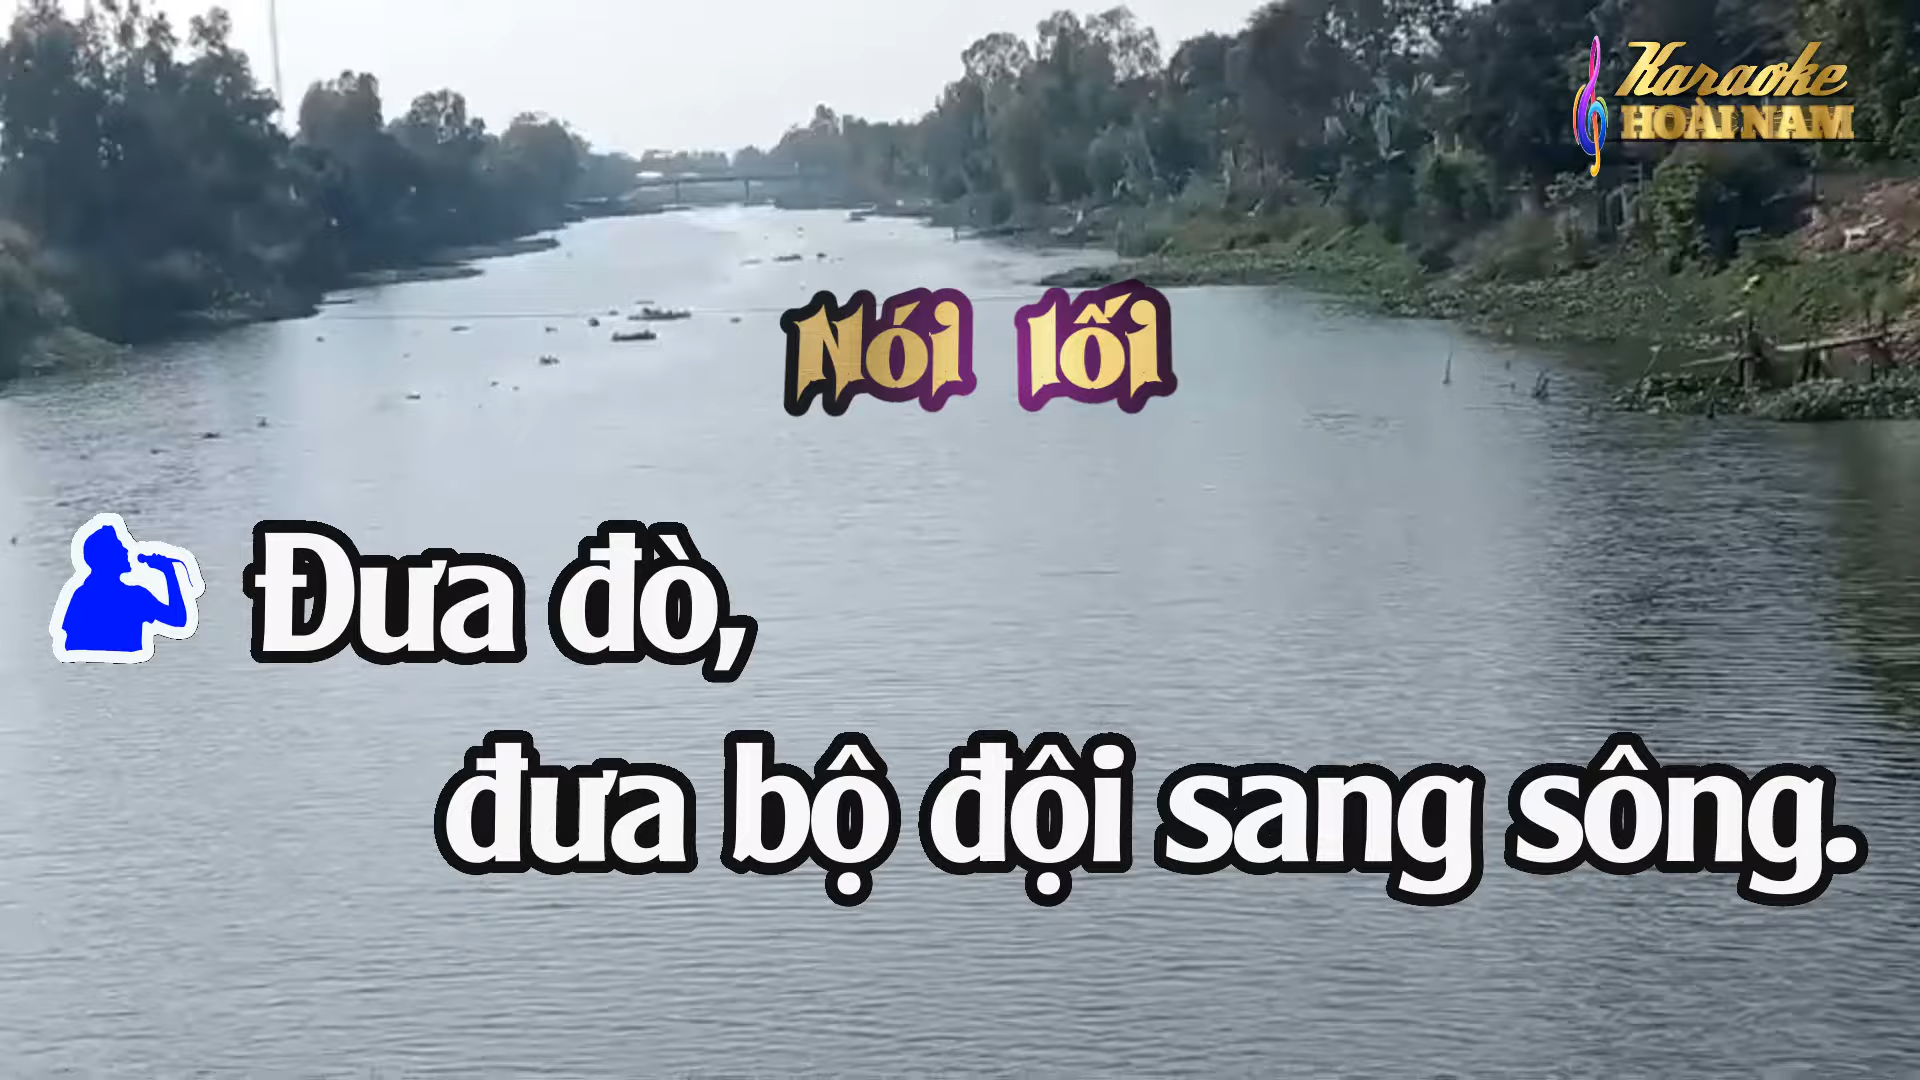 Karaoke
HOÀI NAM
Nói lối
Đưa đò,
đưa bộ đội sang sông.